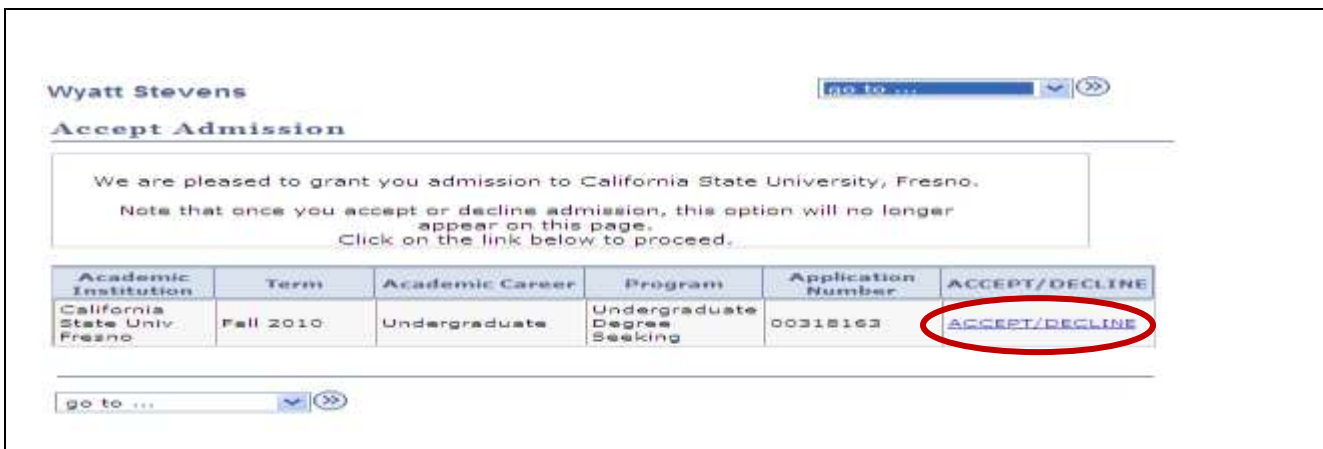 Wyatt Stevens
go to ...
Accept Admission
We are pleased to grant you admission to California State University, Fresno.
Note that once you accept or decline admission, this option will no longer
appear on this page.
Click on the link below to proceed.
Academic
Institution
Term
Academic Career
Program
Application
Number
ACCEPT/DECLINE
California
State Univ
Fresno
Fall 2010
Undergraduate
Undergraduate
Degree
Seeking
00318163
ACCEPT/DECLINE
go to ...